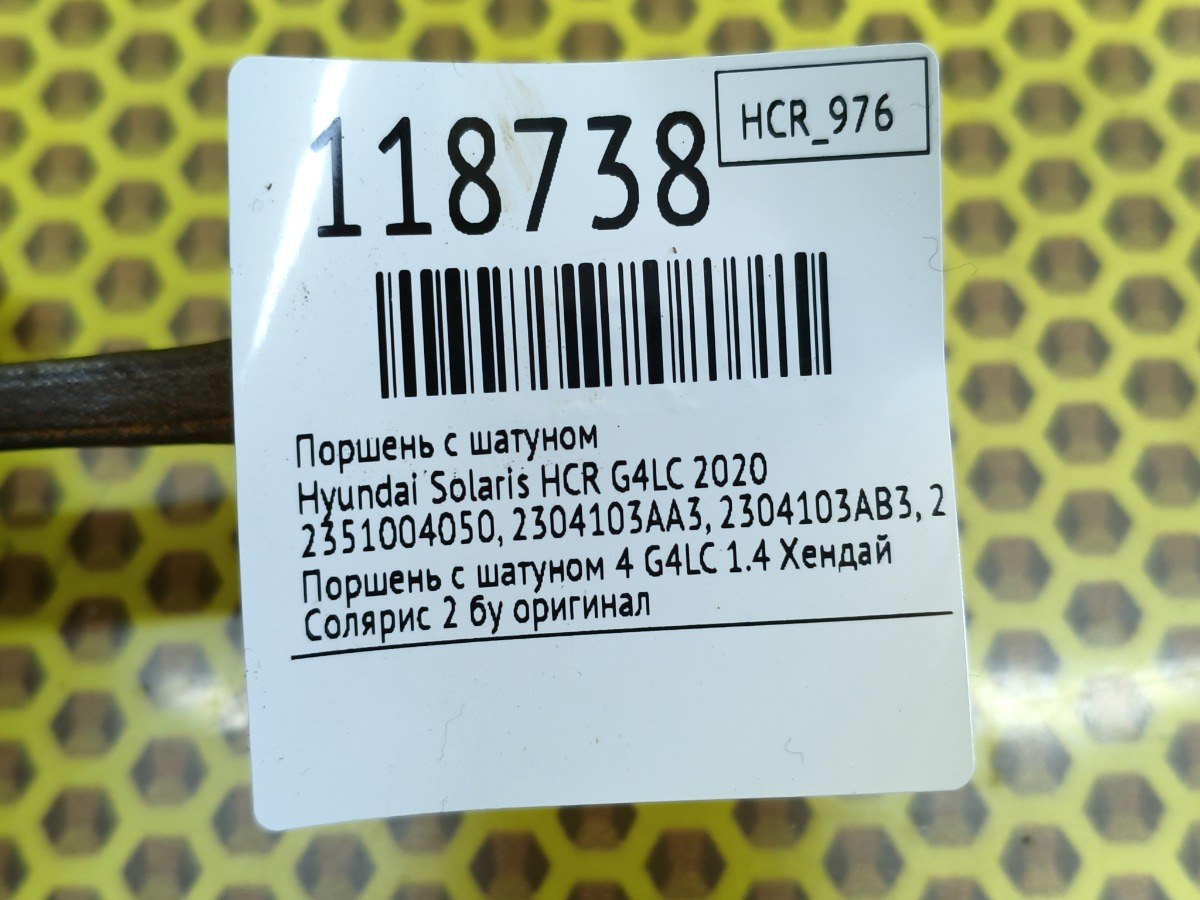 118738
HCR_976
Поршень с шатуном
Hyundai Solaris HCR G4LC 2020
2351004050, 2304103AA3, 2304103AB3, 2
Поршень с шатуном 4 G4LC 1.4 Хендай
Солярис 2 бу оригинал